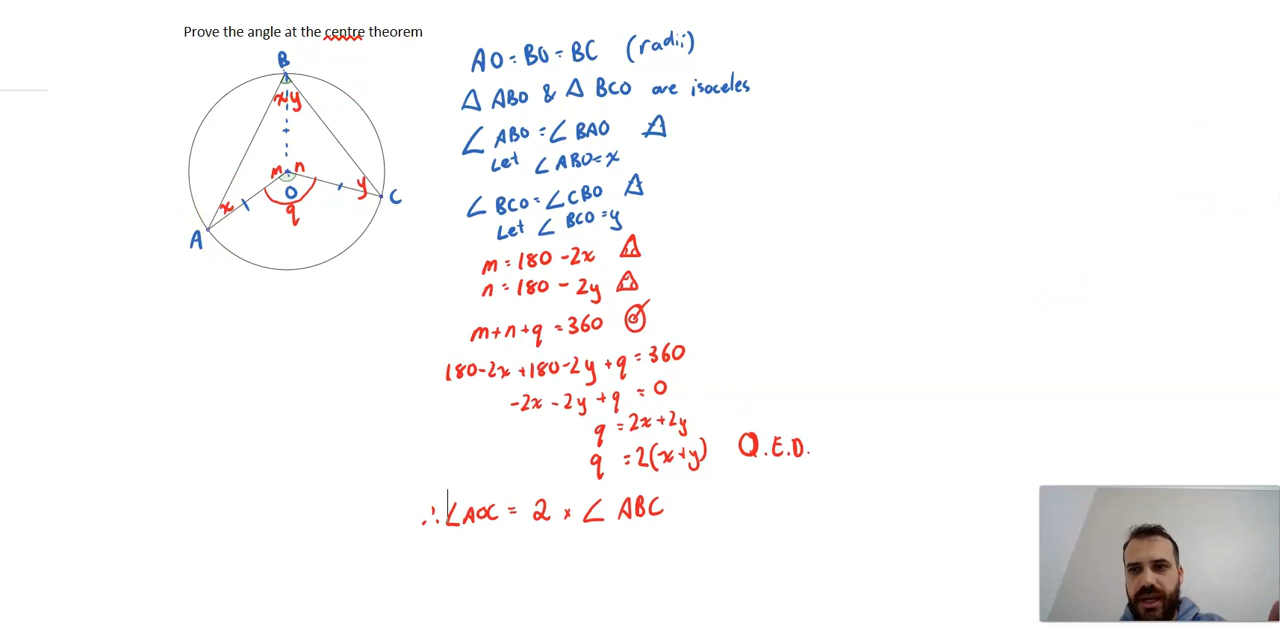 Prove the angle at the centre theorem
B
x y
m n
O
x
y
q
A
C
AO = BO = BC (radii)
△ ABO & △ BCO are isoceles
∠ ABO = ∠ BAO
Let ∠ ABO = x
∠ BCO = ∠ CBO
Let ∠ BCO = y
m = 180 - 2x
n = 180 - 2y
m + n + q = 360
180 - 2x + 180 - 2y + q = 360
-2x - 2y + q = 0
q = 2x + 2y
q = 2(x+y) Q.E.D.
∴ ∠AOC = 2 × ∠ ABC